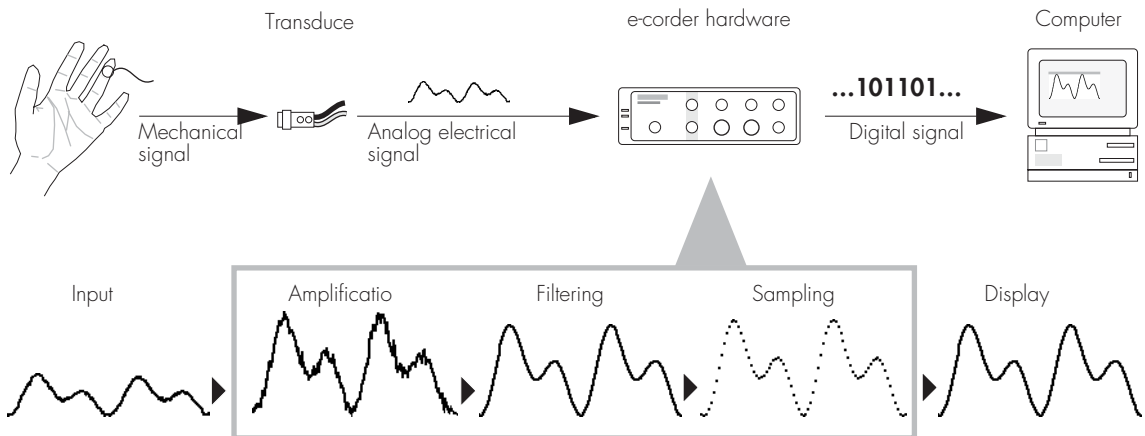 Transduce
e-corder hardware
Computer
...101101...
Mechanical
signal
Analog electrical
signal
Digital signal
Input
Amplificatio
Filtering
Sampling
Display